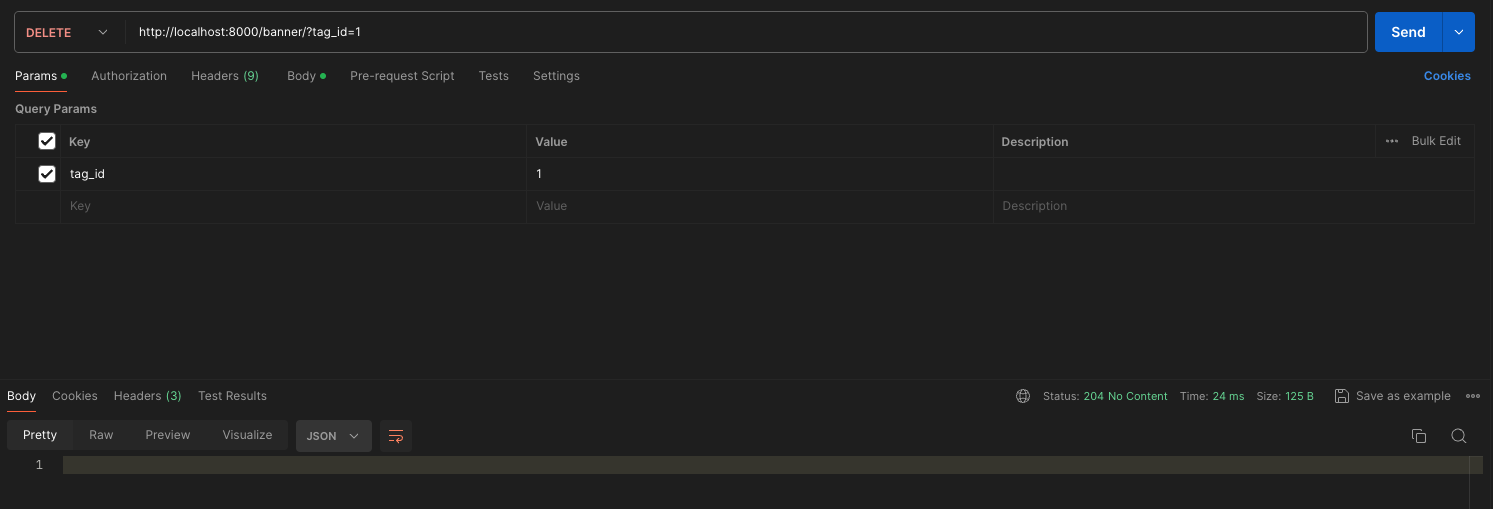 DELETE http://localhost:8000/banner/?tag_id=1 Send
Params Authorization Headers (9) Body Pre-request Script Tests Settings Cookies
Query Params
Key Value Description Bulk Edit
tag_id 1
Key Value Description
Body Cookies Headers (3) Test Results Status: 204 No Content Time: 24 ms Size: 125 B Save as example
Pretty Raw Preview Visualize JSON
1